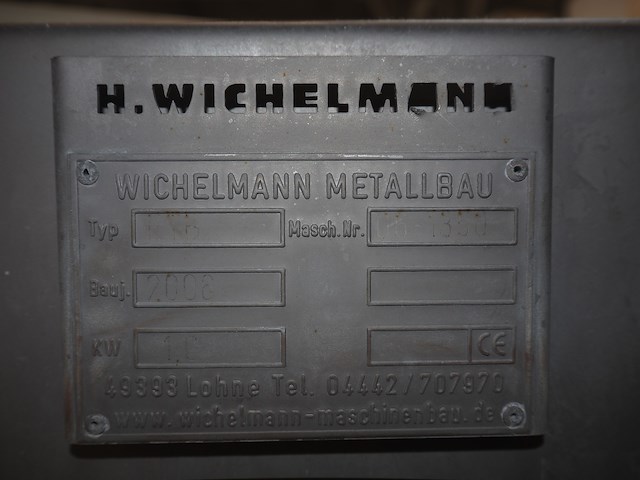 H.WICHELMANN
WICHELMANN METALLBAU
Typ Masch.Nr.
Bauj. 2008
KW
CE
49393 Lohne Tel. 04442/707970
www.wichelmann-maschinenbau.de